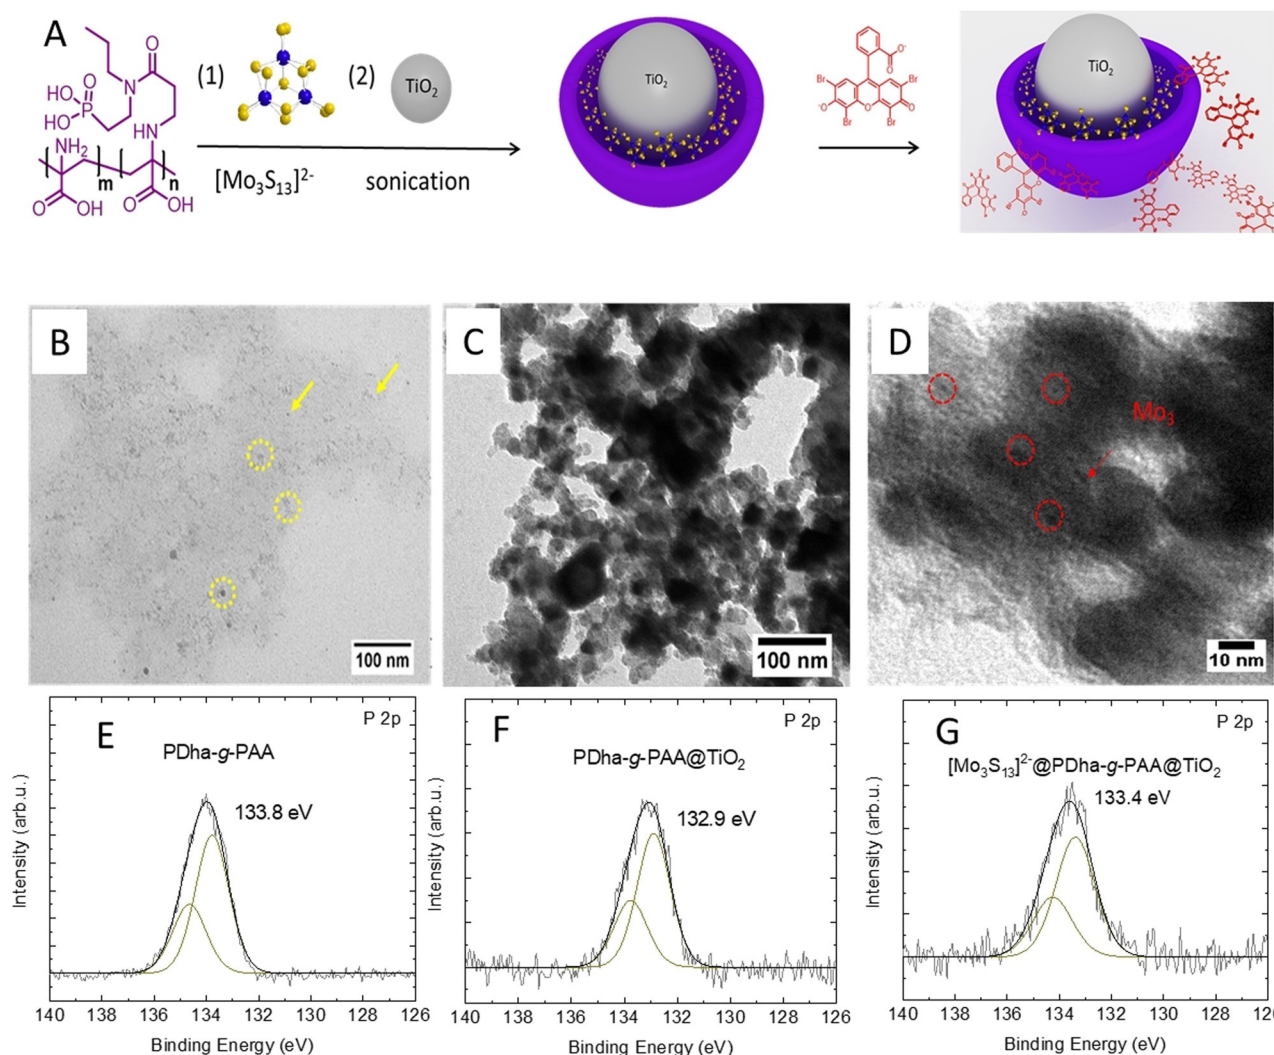 A
(1)
(2)
TiO2
[Mo3S13]2-
sonication
N
O
HO
P
O
HO
HN
NH2
m
n
O
OH
O
OH
TiO2
O
O-
Br
Br
O
O
O
Br
Br
TiO2
B
100 nm
C
100 nm
D
Mo3
10 nm
E
P 2p
PDha-g-PAA
133.8 eV
Intensity (arb.u.)
140 138 136 134 132 130 128 126
Binding Energy (eV)
F
P 2p
PDha-g-PAA@TiO2
132.9 eV
Intensity (arb.u.)
140 138 136 134 132 130 128 126
Binding Energy (eV)
G
P 2p
[Mo3S13]2-@PDha-g-PAA@TiO2
133.4 eV
Intensity (arb.u.)
140 138 136 134 132 130 128
Binding Energy (eV)